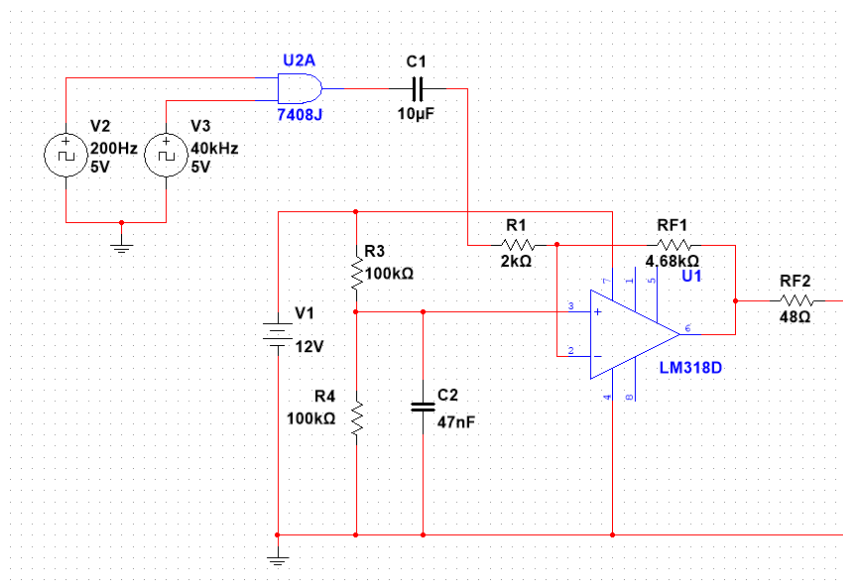 U2A
7408J
C1
10µF
V2
200Hz
5V
V3
40kHz
5V
R1
2kΩ
RF1
4.68kΩ
R3
100kΩ
U1
7
1
5
RF2
48Ω
V1
12V
3
+
6
2
−
LM318D
R4
100kΩ
C2
47nF
4
8